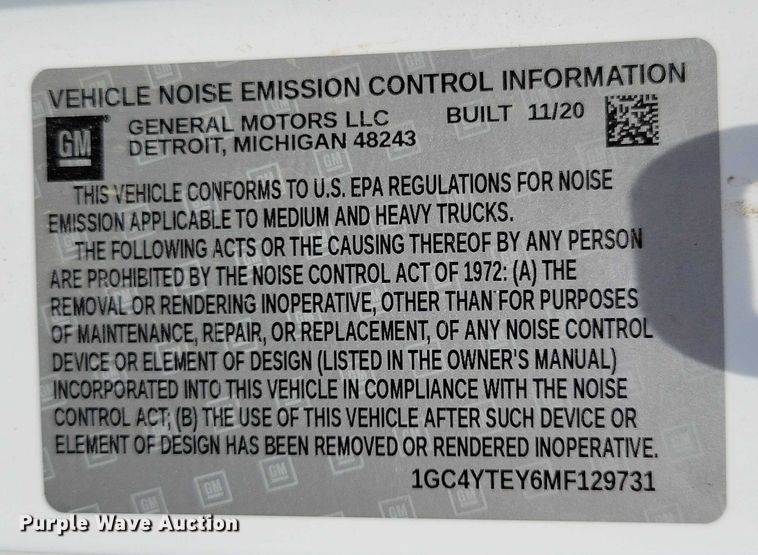 VEHICLE NOISE EMISSION CONTROL INFORMATION
GM
GENERAL MOTORS LLC
DETROIT, MICHIGAN 48243
BUILT 11/20
THIS VEHICLE CONFORMS TO U.S. EPA REGULATIONS FOR NOISE
EMISSION APPLICABLE TO MEDIUM AND HEAVY TRUCKS.
THE FOLLOWING ACTS OR THE CAUSING THEREOF BY ANY PERSON
ARE PROHIBITED BY THE NOISE CONTROL ACT OF 1972: (A) THE
REMOVAL OR RENDERING INOPERATIVE, OTHER THAN FOR PURPOSES
OF MAINTENANCE, REPAIR, OR REPLACEMENT, OF ANY NOISE CONTROL
DEVICE OR ELEMENT OF DESIGN (LISTED IN THE OWNER'S MANUAL)
INCORPORATED INTO THIS VEHICLE IN COMPLIANCE WITH THE NOISE
CONTROL ACT; (B) THE USE OF THIS VEHICLE AFTER SUCH DEVICE OR
ELEMENT OF DESIGN HAS BEEN REMOVED OR RENDERED INOPERATIVE.
1GC4YTEY6MF129731
Purple Wave Auction